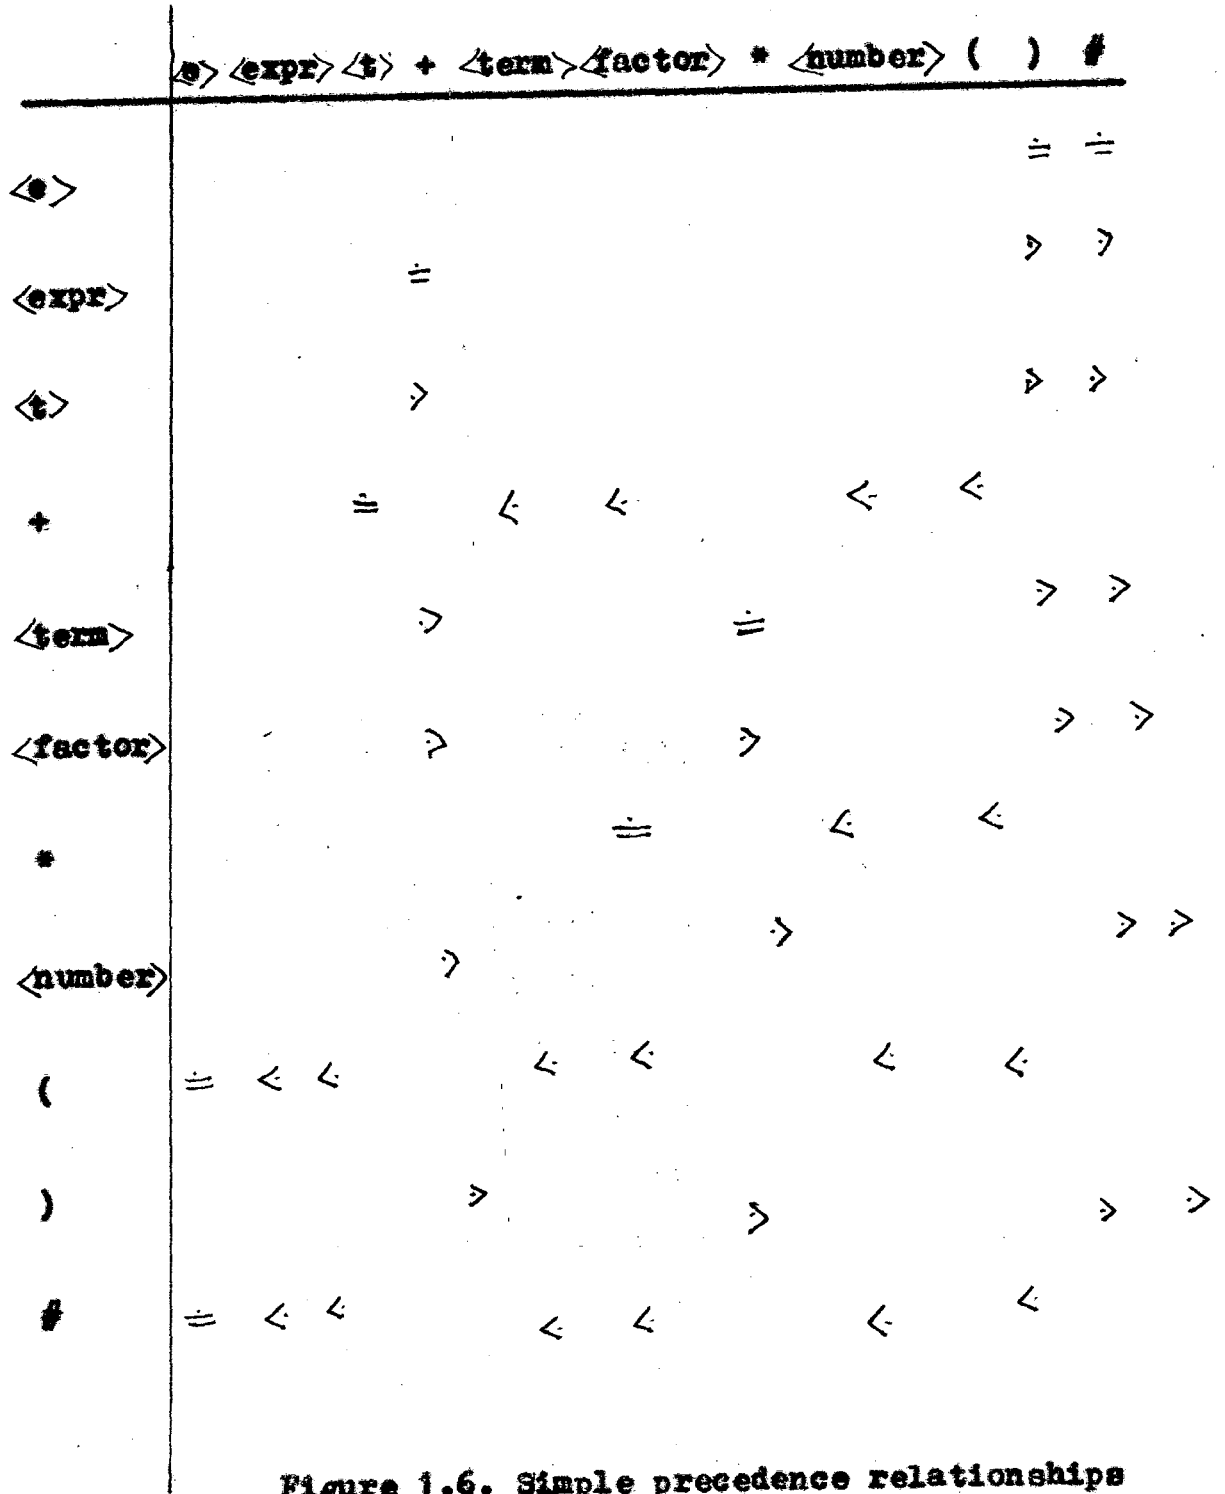 <e> <expr> <t> + <term> <factor> * <number> ( ) #
<e> ≐ ≐
<expr> ≐ ⋗ ⋗
<t> ⋗ ⋗ ⋗
+ ≐ ⋖ ⋖ ⋖ ⋖
<term> ⋗ ≐ ⋗ ⋗
<factor> ⋗ ⋗ ⋗ ⋗
* ≐ ⋖ ⋖
<number> ⋗ ⋗ ⋗ ⋗
( ≐ ⋖ ⋖ ⋖ ⋖ ⋖ ⋖
) ⋗ ⋗ ⋗ ⋗
# ≐ ⋖ ⋖ ⋖ ⋖ ⋖ ⋖
Figure 1.6. Simple precedence relationships